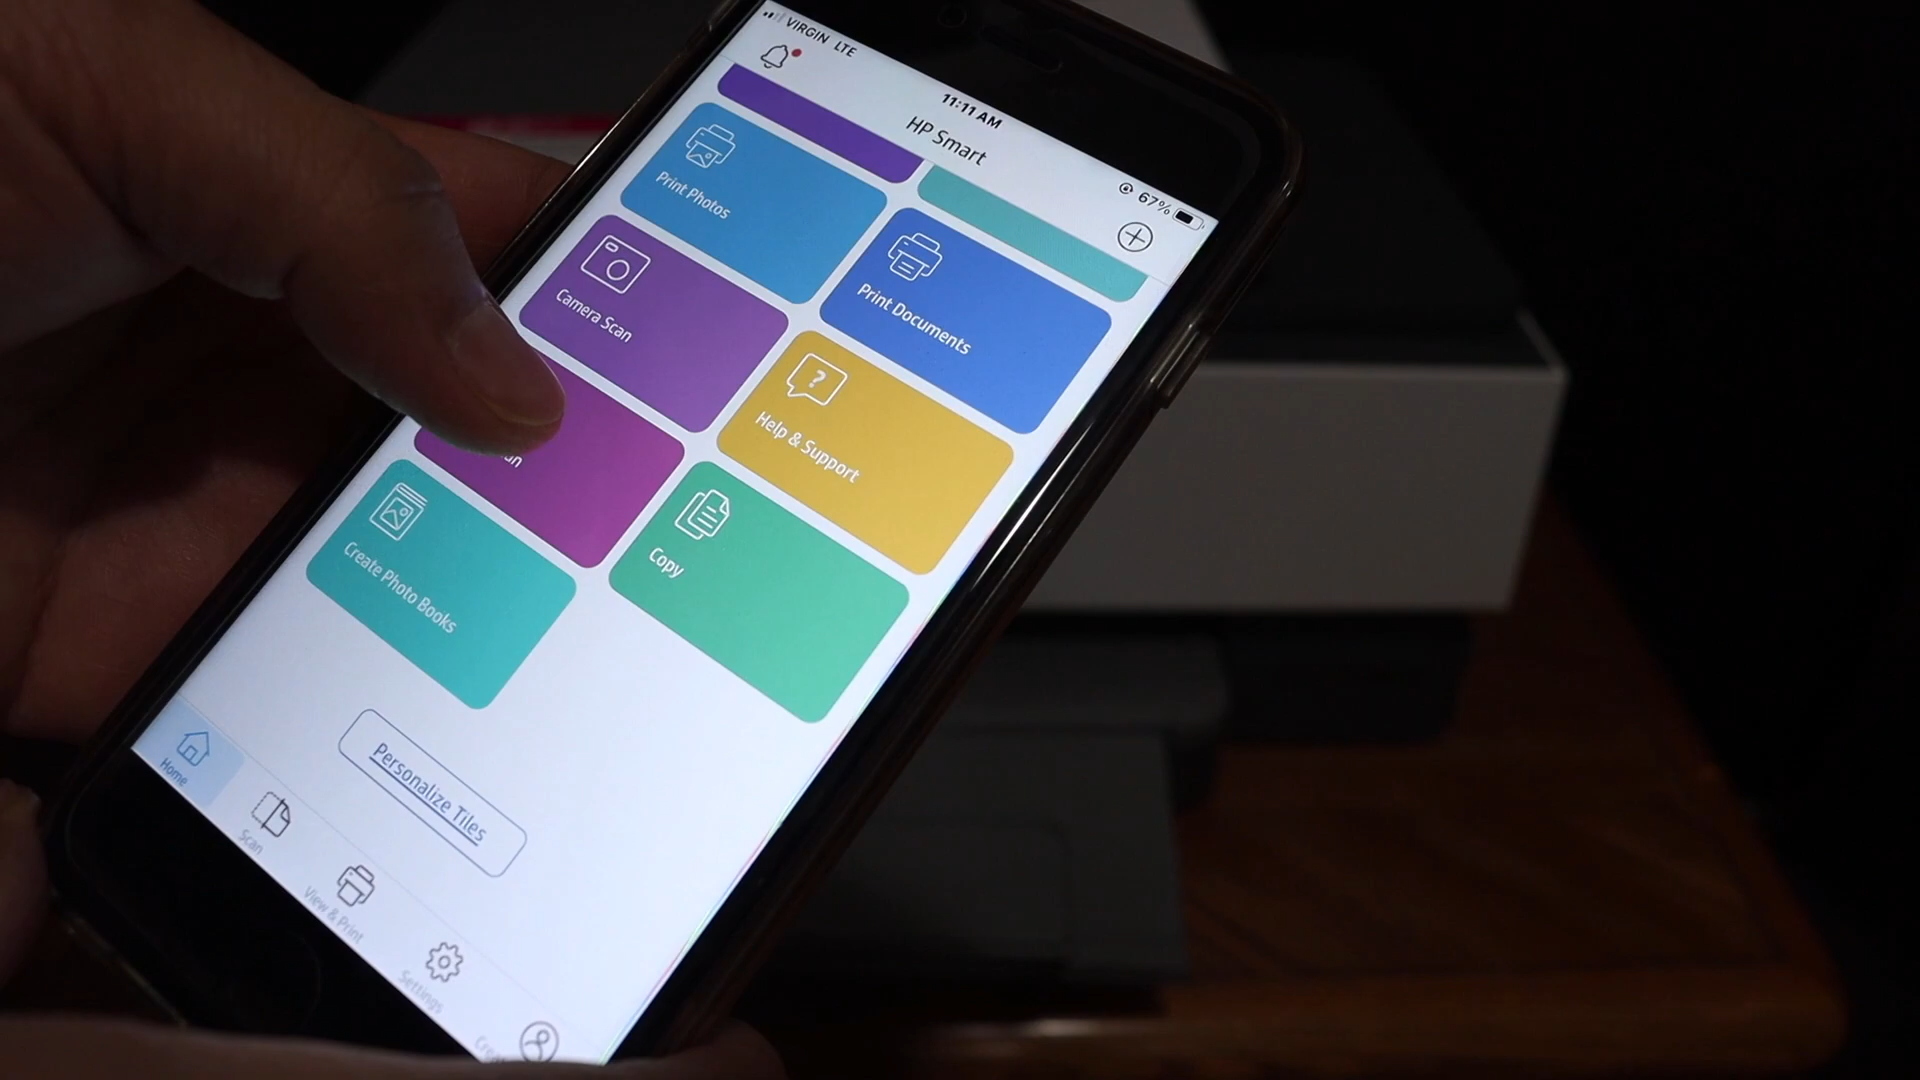 VIRGIN LTE
11:11 AM
67%
HP Smart
Print Photos
Print Documents
Camera Scan
Help & Support
an
Copy
Create Photo Books
Personalize Tiles
Home
Scan
View & Print
Settings